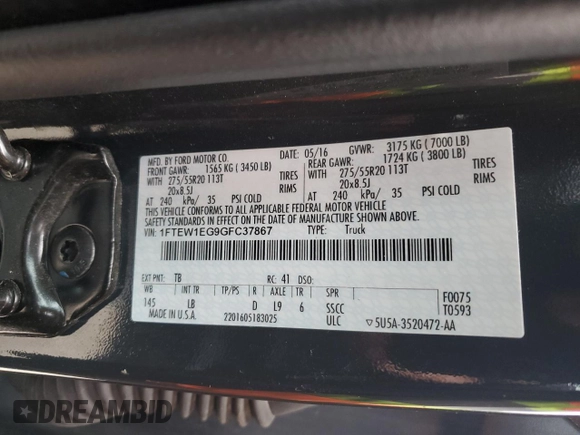 MFD. BY FORD MOTOR CO.
DATE: 05/16 GVWR: 3175 KG ( 7000 LB)
FRONT GAWR: 1565 KG ( 3450 LB)
REAR GAWR: 1724 KG ( 3800 LB)
WITH 275/55R20 113T TIRES
WITH 275/55R20 113T TIRES
20x8.5J RIMS
20x8.5J RIMS
AT 240 kPa/ 35 PSI COLD
AT 240 kPa/ 35 PSI COLD
THIS VEHICLE CONFORMS TO ALL APPLICABLE FEDERAL MOTOR VEHICLE
SAFETY STANDARDS IN EFFECT ON THE DATE OF MANUFACTURE SHOWN ABOVE.
VIN: 1FTEW1EG9GFC37867 TYPE: Truck
EXT PNT: TB RC: 41 DSO:
WB INT TR TP/PS R AXLE TR SPR F0075
145 LB D L9 6 SSCC T0593
MADE IN U.S.A. 2201605183025 ULC 5U5A-3520472-AA
DREAMBID